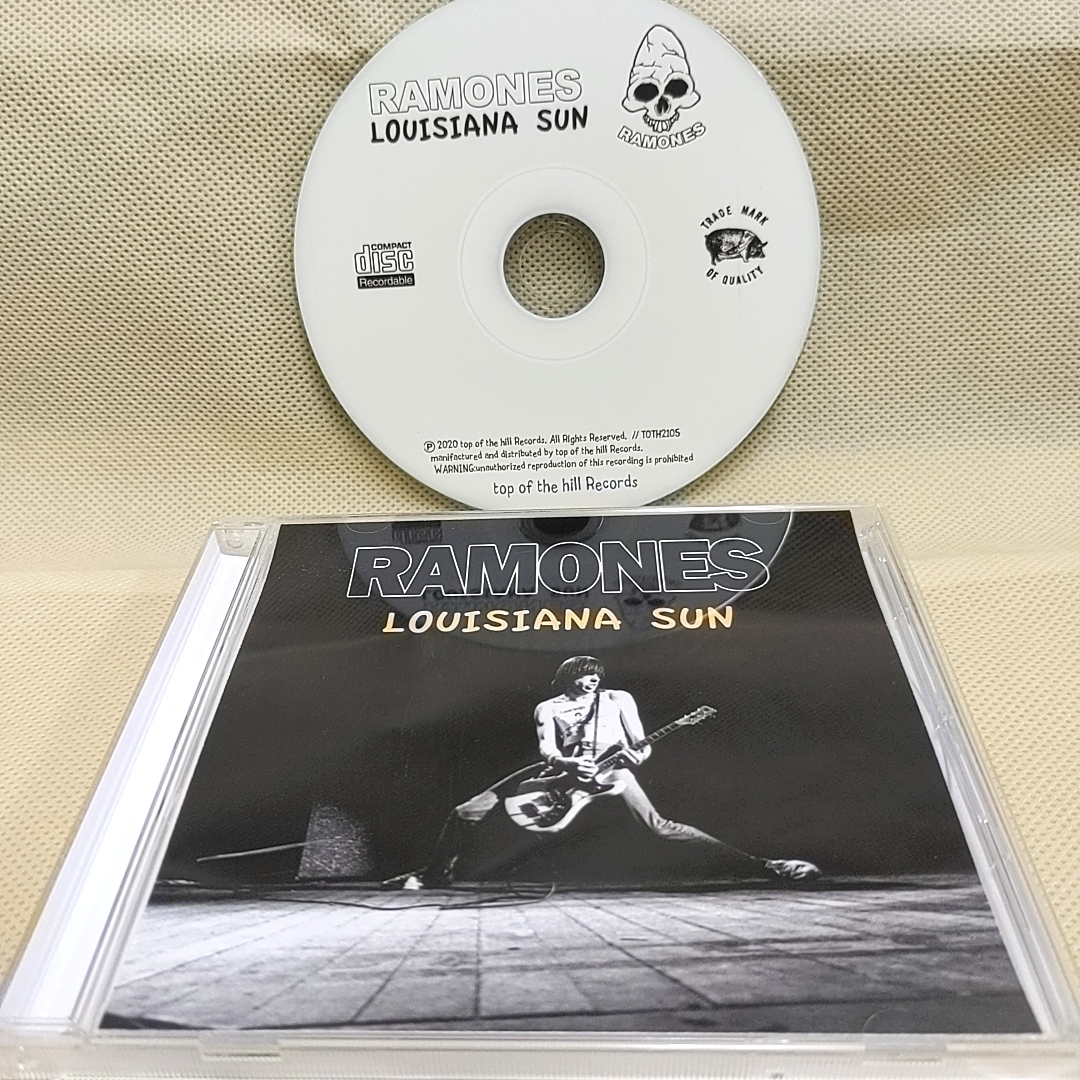 RAMONES
LOUISIANA SUN
RAMONES
COMPACT
disc
Recordable
TRADE MARK
OF QUALITY
Ⓟ 2020 top of the hill Records. All Rights Reserved. // TOTH2105
manifactured and distributed by top of the hill Records.
WARNING:unauthorized reproduction of this recording is prohibited
top of the hill Records
RAMONES
LOUISIANA SUN